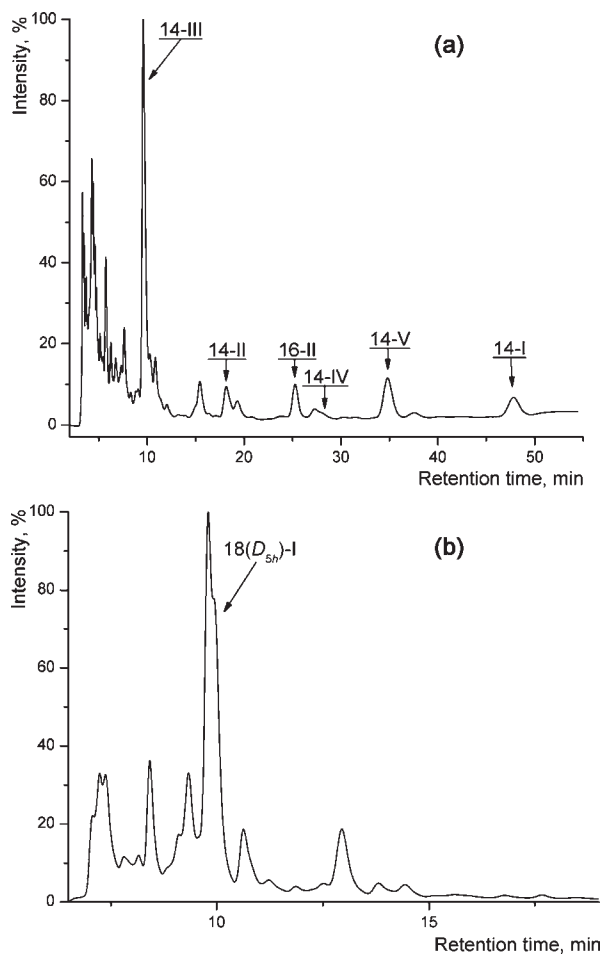 100
(a)
14-III
Intensity, %
80
60
40
20
14-II
16-II
14-IV
14-V
14-I
0
10
20
30
40
50
Retention time, min
100
(b)
18(D5h)-I
Intensity, %
80
60
40
20
0
10
15
Retention time, min